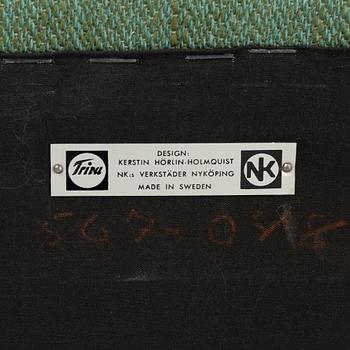 Triva
DESIGN:
KERSTIN HÖRLIN-HOLMQUIST
NK:s VERKSTÄDER NYKÖPING
MADE IN SWEDEN
NK